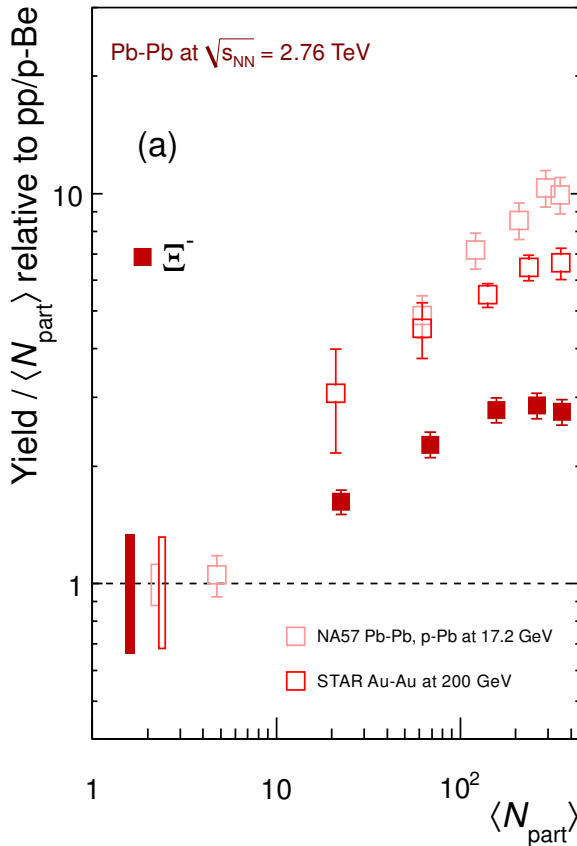 Yield / ⟨N_part⟩ relative to pp/p-Be
Pb-Pb at √s_NN = 2.76 TeV
(a)
10
Ξ⁻
1
NA57 Pb-Pb, p-Pb at 17.2 GeV
STAR Au-Au at 200 GeV
1 10 10²
⟨N_part⟩